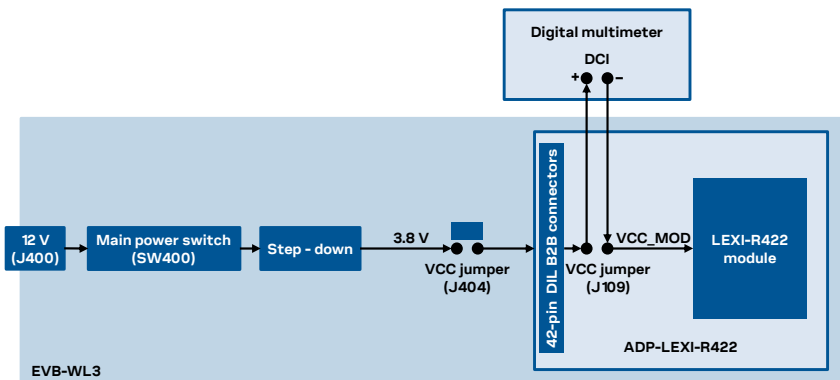 Digital multimeter
DCI
+ −
42-pin DIL B2B connectors
12 V
(J400)
Main power switch
(SW400)
Step - down
3.8 V
VCC jumper
(J404)
VCC_MOD
VCC jumper
(J109)
LEXI-R422
module
ADP-LEXI-R422
EVB-WL3